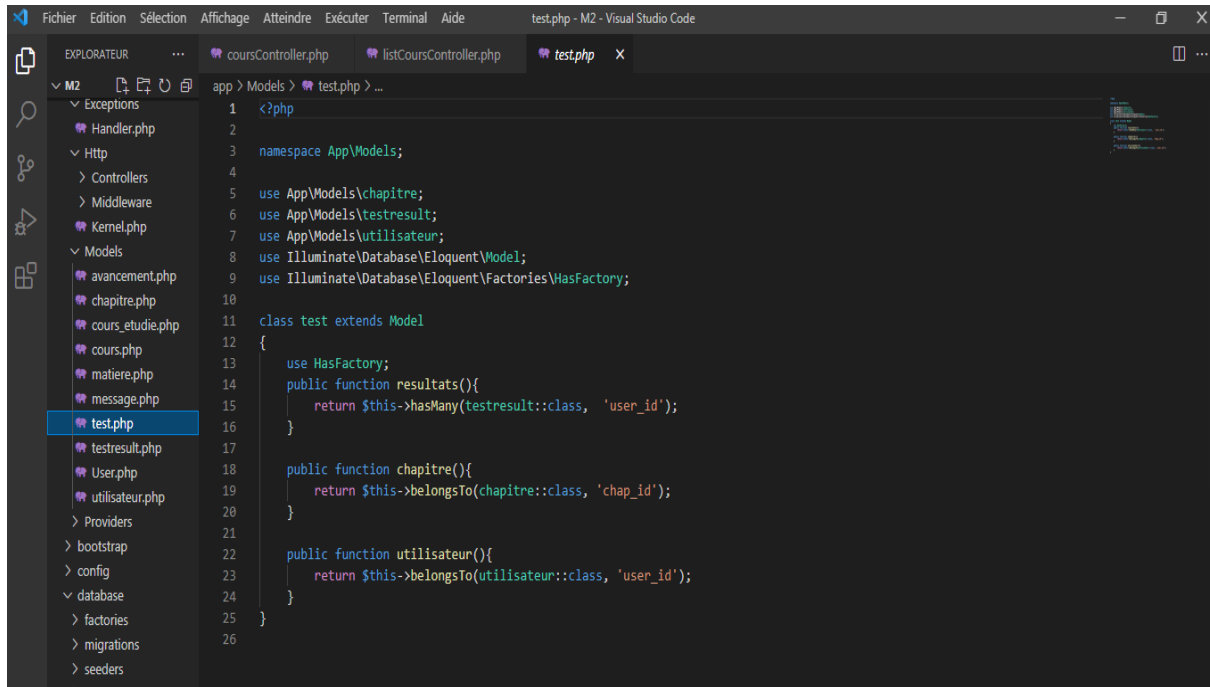 Fichier Edition Sélection Affichage Atteindre Exécuter Terminal Aide test.php - M2 - Visual Studio Code
EXPLORATEUR ...
M2
Exceptions
Handler.php
Http
Controllers
Middleware
Kernel.php
Models
avancement.php
chapitre.php
cours_etudie.php
cours.php
matiere.php
message.php
test.php
testresult.php
User.php
utilisateur.php
Providers
bootstrap
config
database
factories
migrations
seeders
coursController.php listCoursController.php test.php X
app > Models > test.php > ...
1 <?php
2
3 namespace App\Models;
4
5 use App\Models\chapitre;
6 use App\Models\testresult;
7 use App\Models\utilisateur;
8 use Illuminate\Database\Eloquent\Model;
9 use Illuminate\Database\Eloquent\Factories\HasFactory;
10
11 class test extends Model
12 {
13 use HasFactory;
14 public function resultats(){
15 return $this->hasMany(testresult::class, 'user_id');
16 }
17
18 public function chapitre(){
19 return $this->belongsTo(chapitre::class, 'chap_id');
20 }
21
22 public function utilisateur(){
23 return $this->belongsTo(utilisateur::class, 'user_id');
24 }
25 }
26